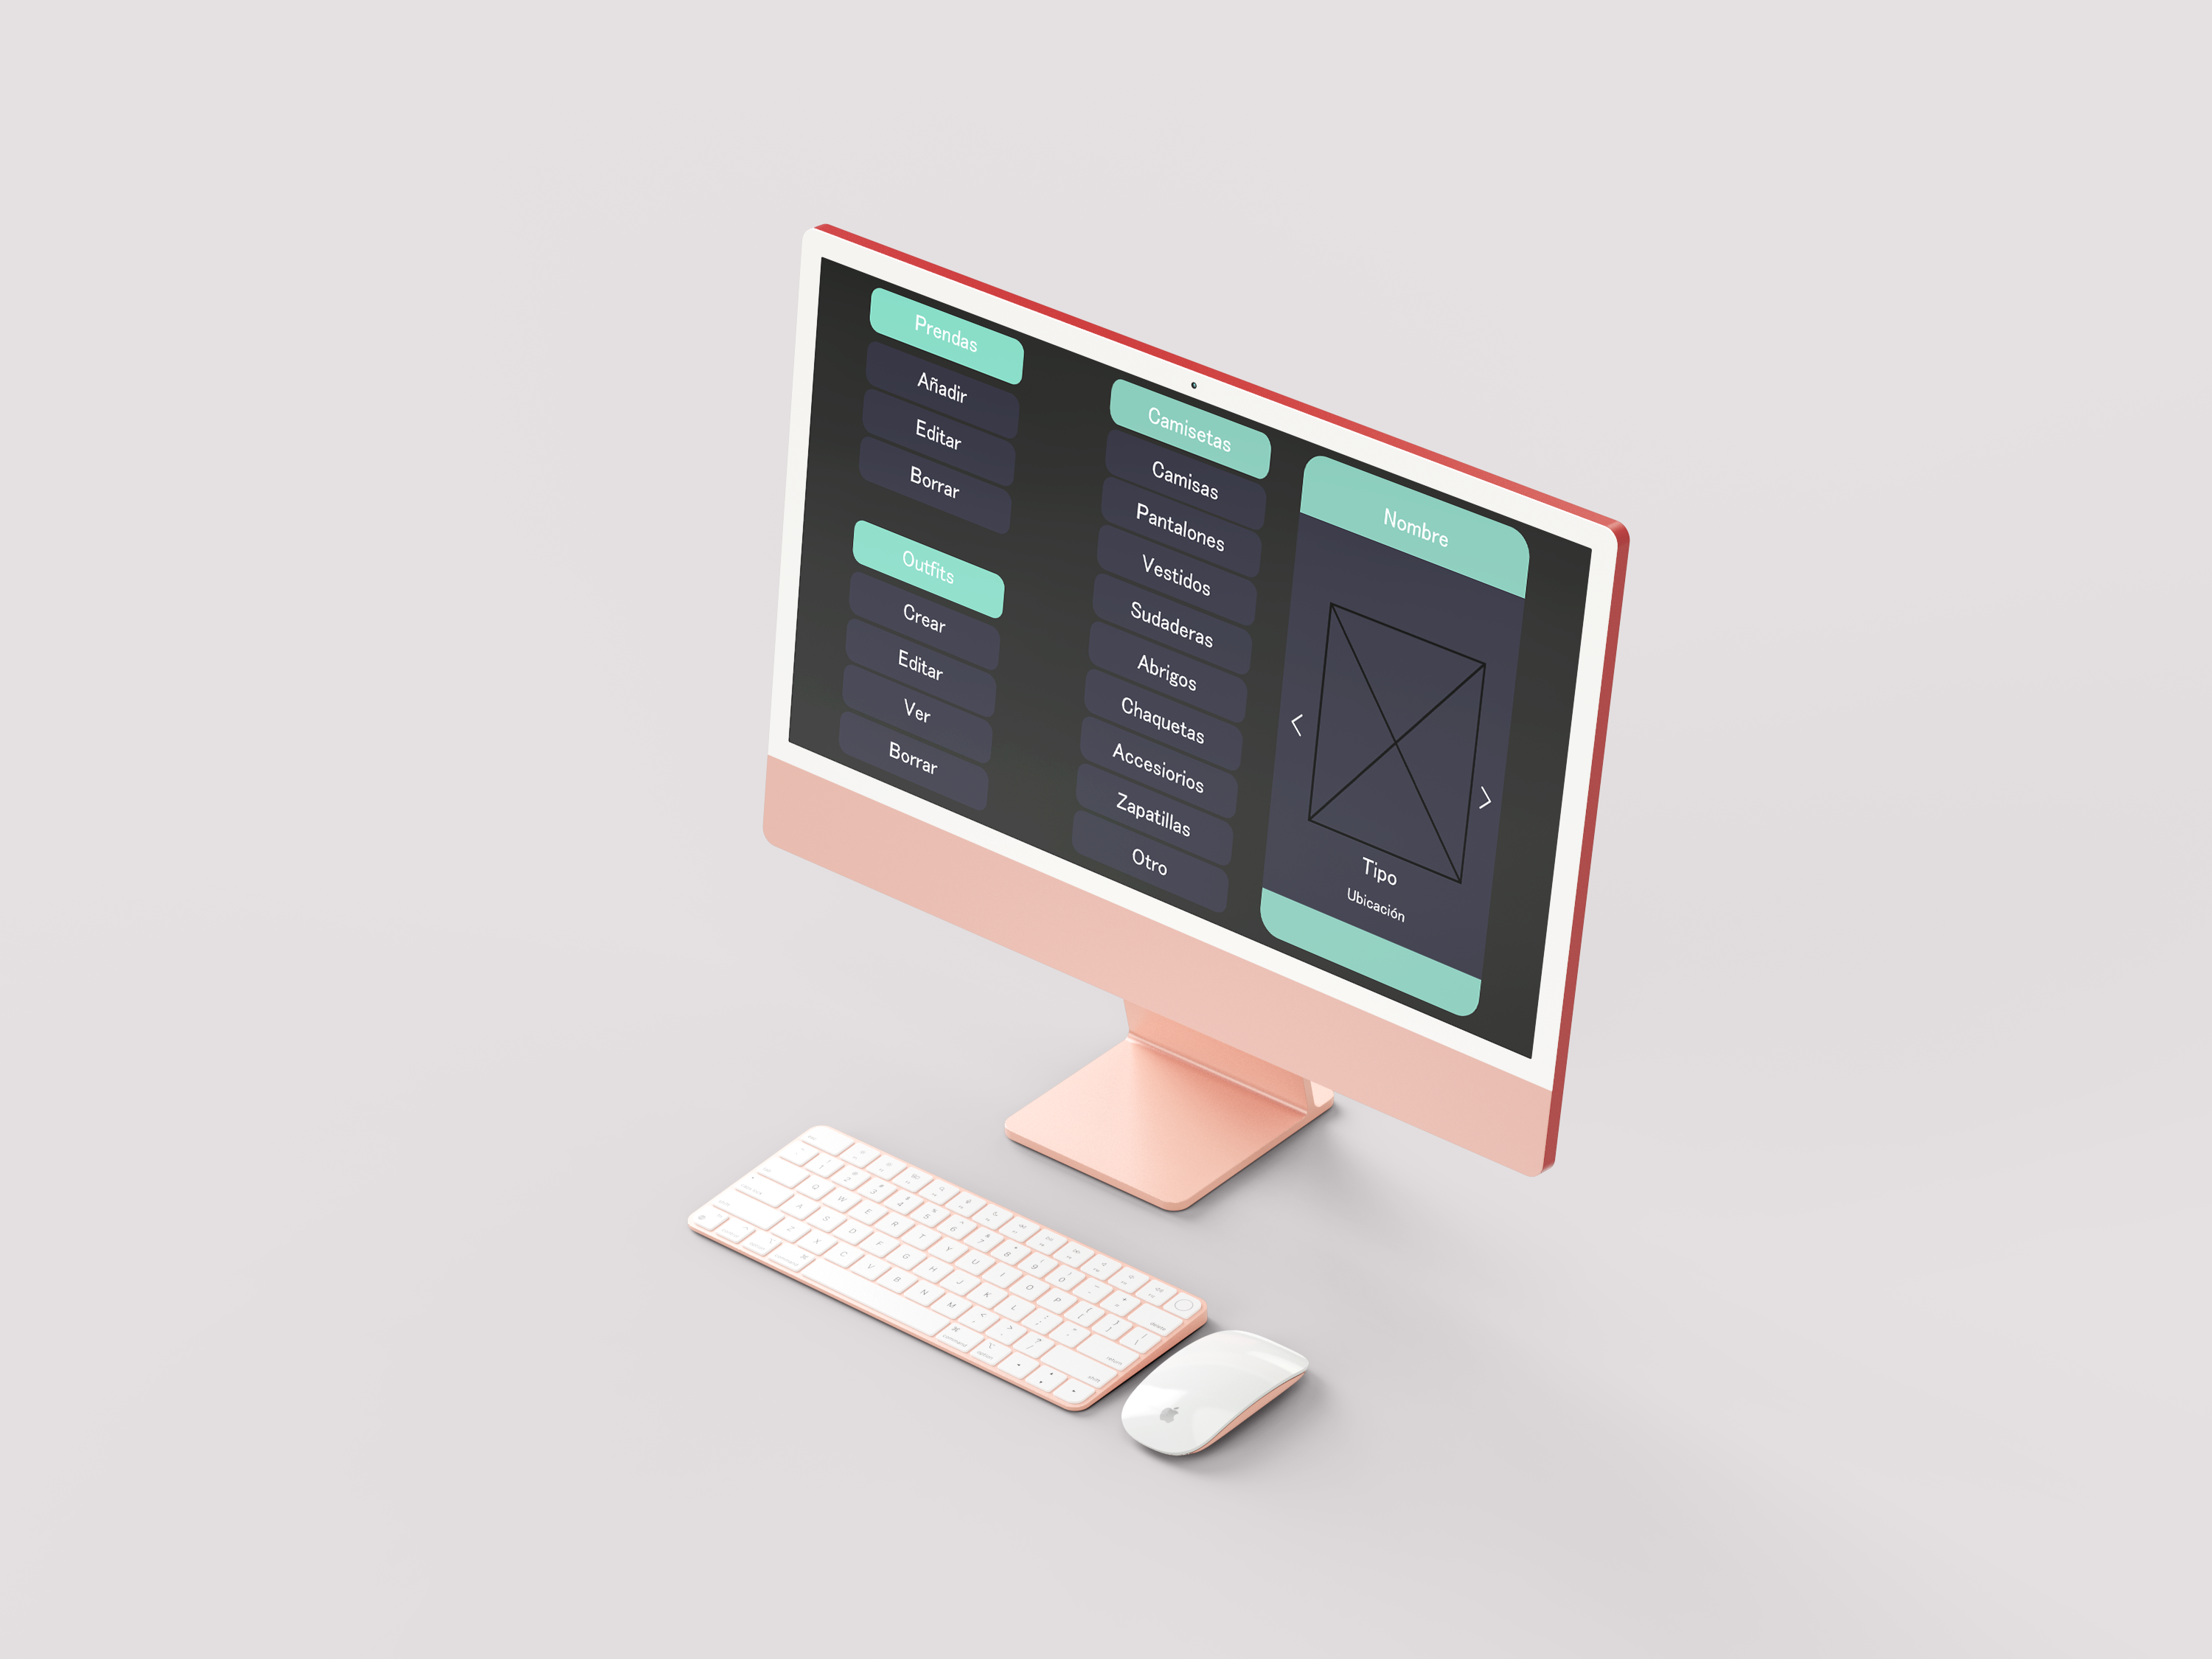 Prendas
Añadir
Editar
Borrar
Outfits
Crear
Editar
Ver
Borrar
Camisetas
Camisas
Pantalones
Vestidos
Sudaderas
Abrigos
Chaquetas
Accesiorios
Zapatillas
Otro
Nombre
Tipo
Ubicación